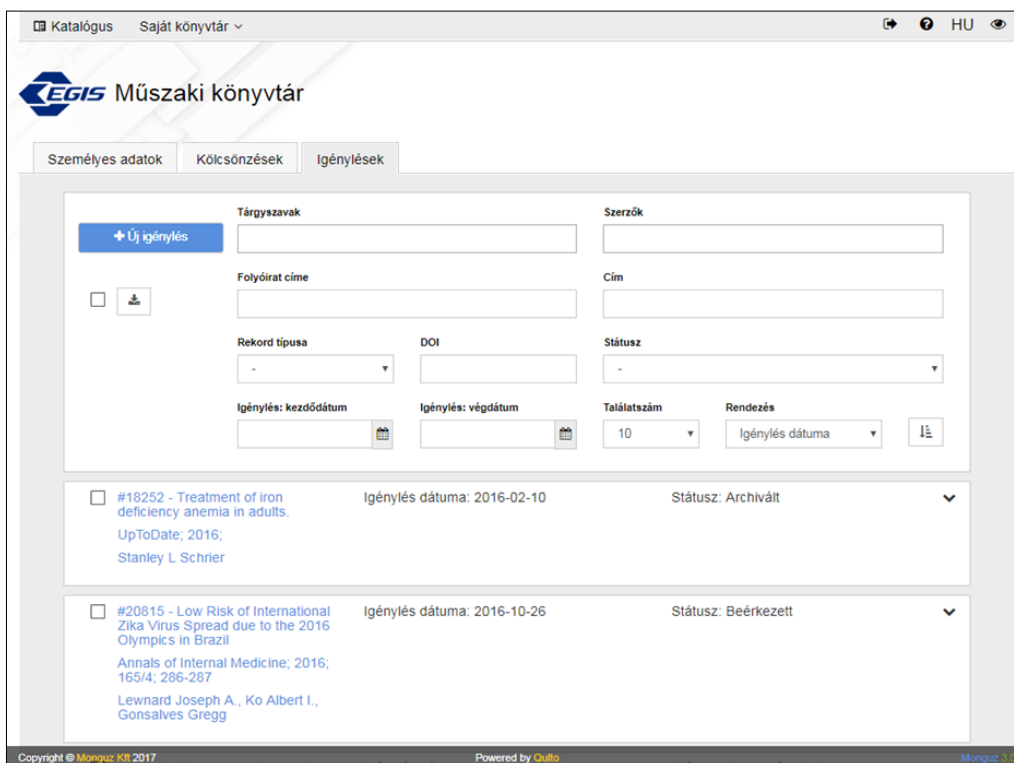 Katalógus Saját könyvtár HU
EGIS Műszaki könyvtár
Személyes adatok Kölcsönzések Igénylések
Tárgyszavak Szerzők
+ Új igénylés
Folyóirat címe Cím
Rekord típusa DOI Státusz
- -
Igénylés: kezdődátum Igénylés: végdátum Találatszám Rendezés
10 Igénylés dátuma
#18252 - Treatment of iron Igénylés dátuma: 2016-02-10 Státusz: Archivált
deficiency anemia in adults.
UpToDate; 2016;
Stanley L Schrier
#20815 - Low Risk of International Igénylés dátuma: 2016-10-26 Státusz: Beérkezett
Zika Virus Spread due to the 2016
Olympics in Brazil
Annals of Internal Medicine; 2016;
165/4; 286-287
Lewnard Joseph A., Ko Albert I.,
Gonsalves Gregg
Copyright © Monguz Kft 2017 Powered by Qulto Monguz 3.0